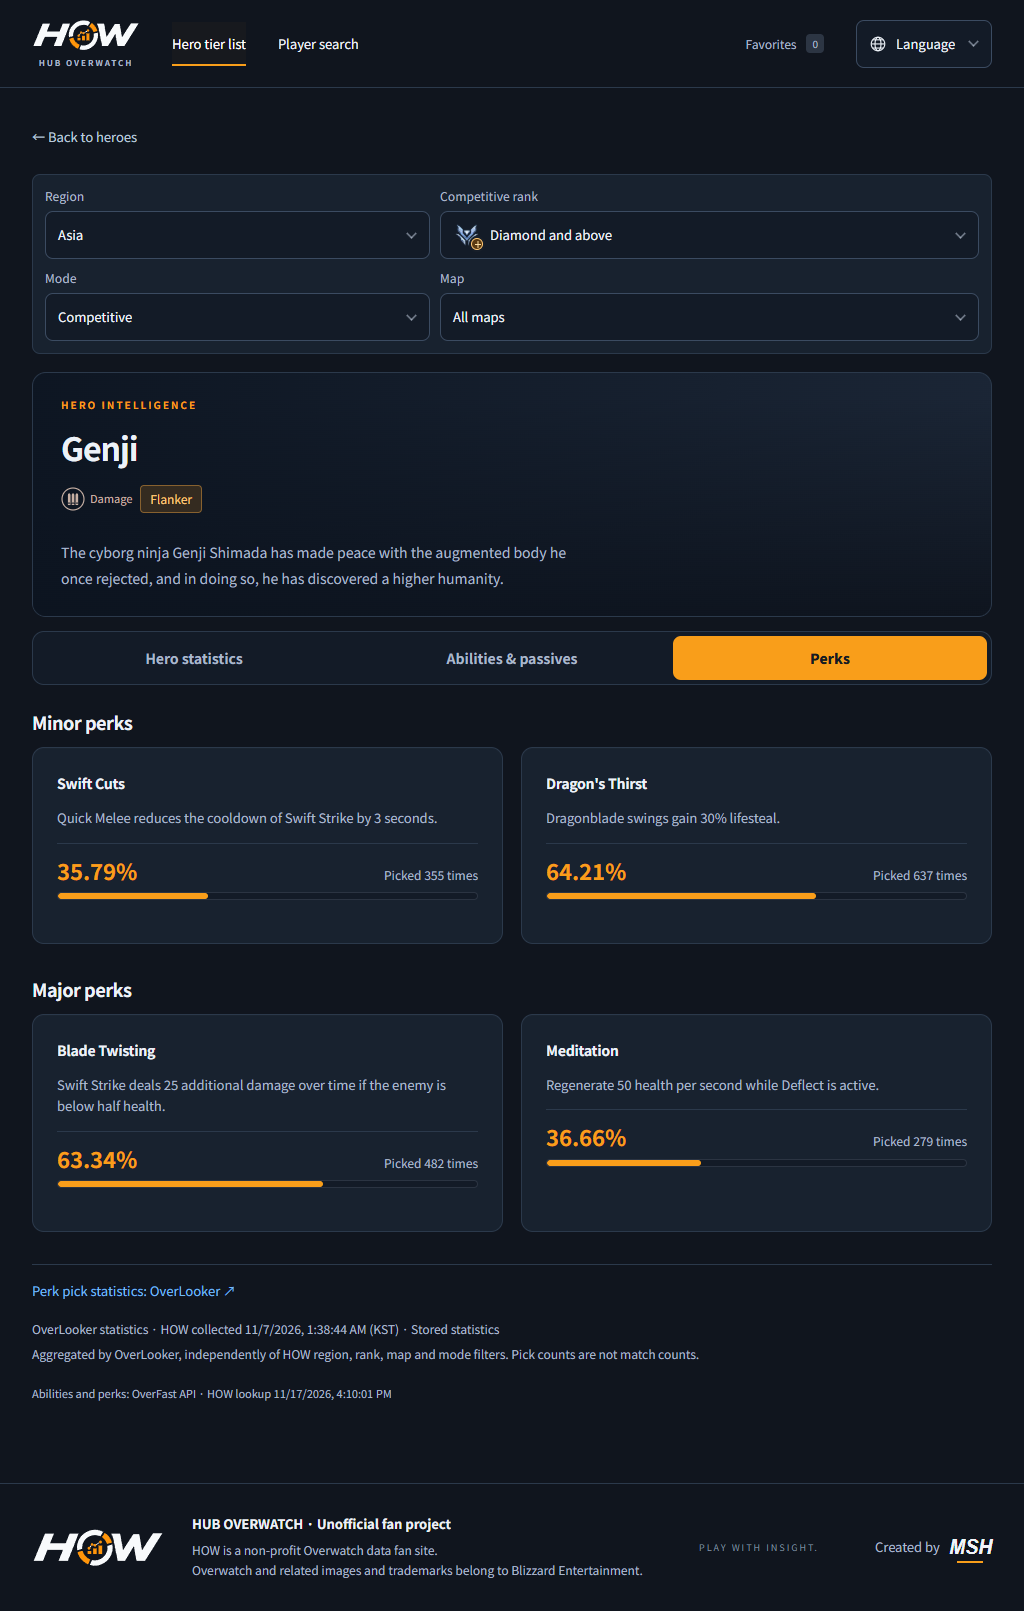 HOW
HUB OVERWATCH
Hero tier list
Player search
Favorites 0
Language
← Back to heroes
Region
Competitive rank
Asia
Diamond and above
Mode
Map
Competitive
All maps
HERO INTELLIGENCE
Genji
Damage
Flanker
The cyborg ninja Genji Shimada has made peace with the augmented body he
once rejected, and in doing so, he has discovered a higher humanity.
Hero statistics
Abilities & passives
Perks
Minor perks
Swift Cuts
Quick Melee reduces the cooldown of Swift Strike by 3 seconds.
35.79%
Picked 355 times
Dragon's Thirst
Dragonblade swings gain 30% lifesteal.
64.21%
Picked 637 times
Major perks
Blade Twisting
Swift Strike deals 25 additional damage over time if the enemy is
below half health.
63.34%
Picked 482 times
Meditation
Regenerate 50 health per second while Deflect is active.
36.66%
Picked 279 times
Perk pick statistics: OverLooker ↗
OverLooker statistics · HOW collected 11/7/2026, 1:38:44 AM (KST) · Stored statistics
Aggregated by OverLooker, independently of HOW region, rank, map and mode filters. Pick counts are not match counts.
Abilities and perks: OverFast API · HOW lookup 11/17/2026, 4:10:01 PM
HOW
HUB OVERWATCH · Unofficial fan project
HOW is a non-profit Overwatch data fan site.
Overwatch and related images and trademarks belong to Blizzard Entertainment.
PLAY WITH INSIGHT.
Created by MSH